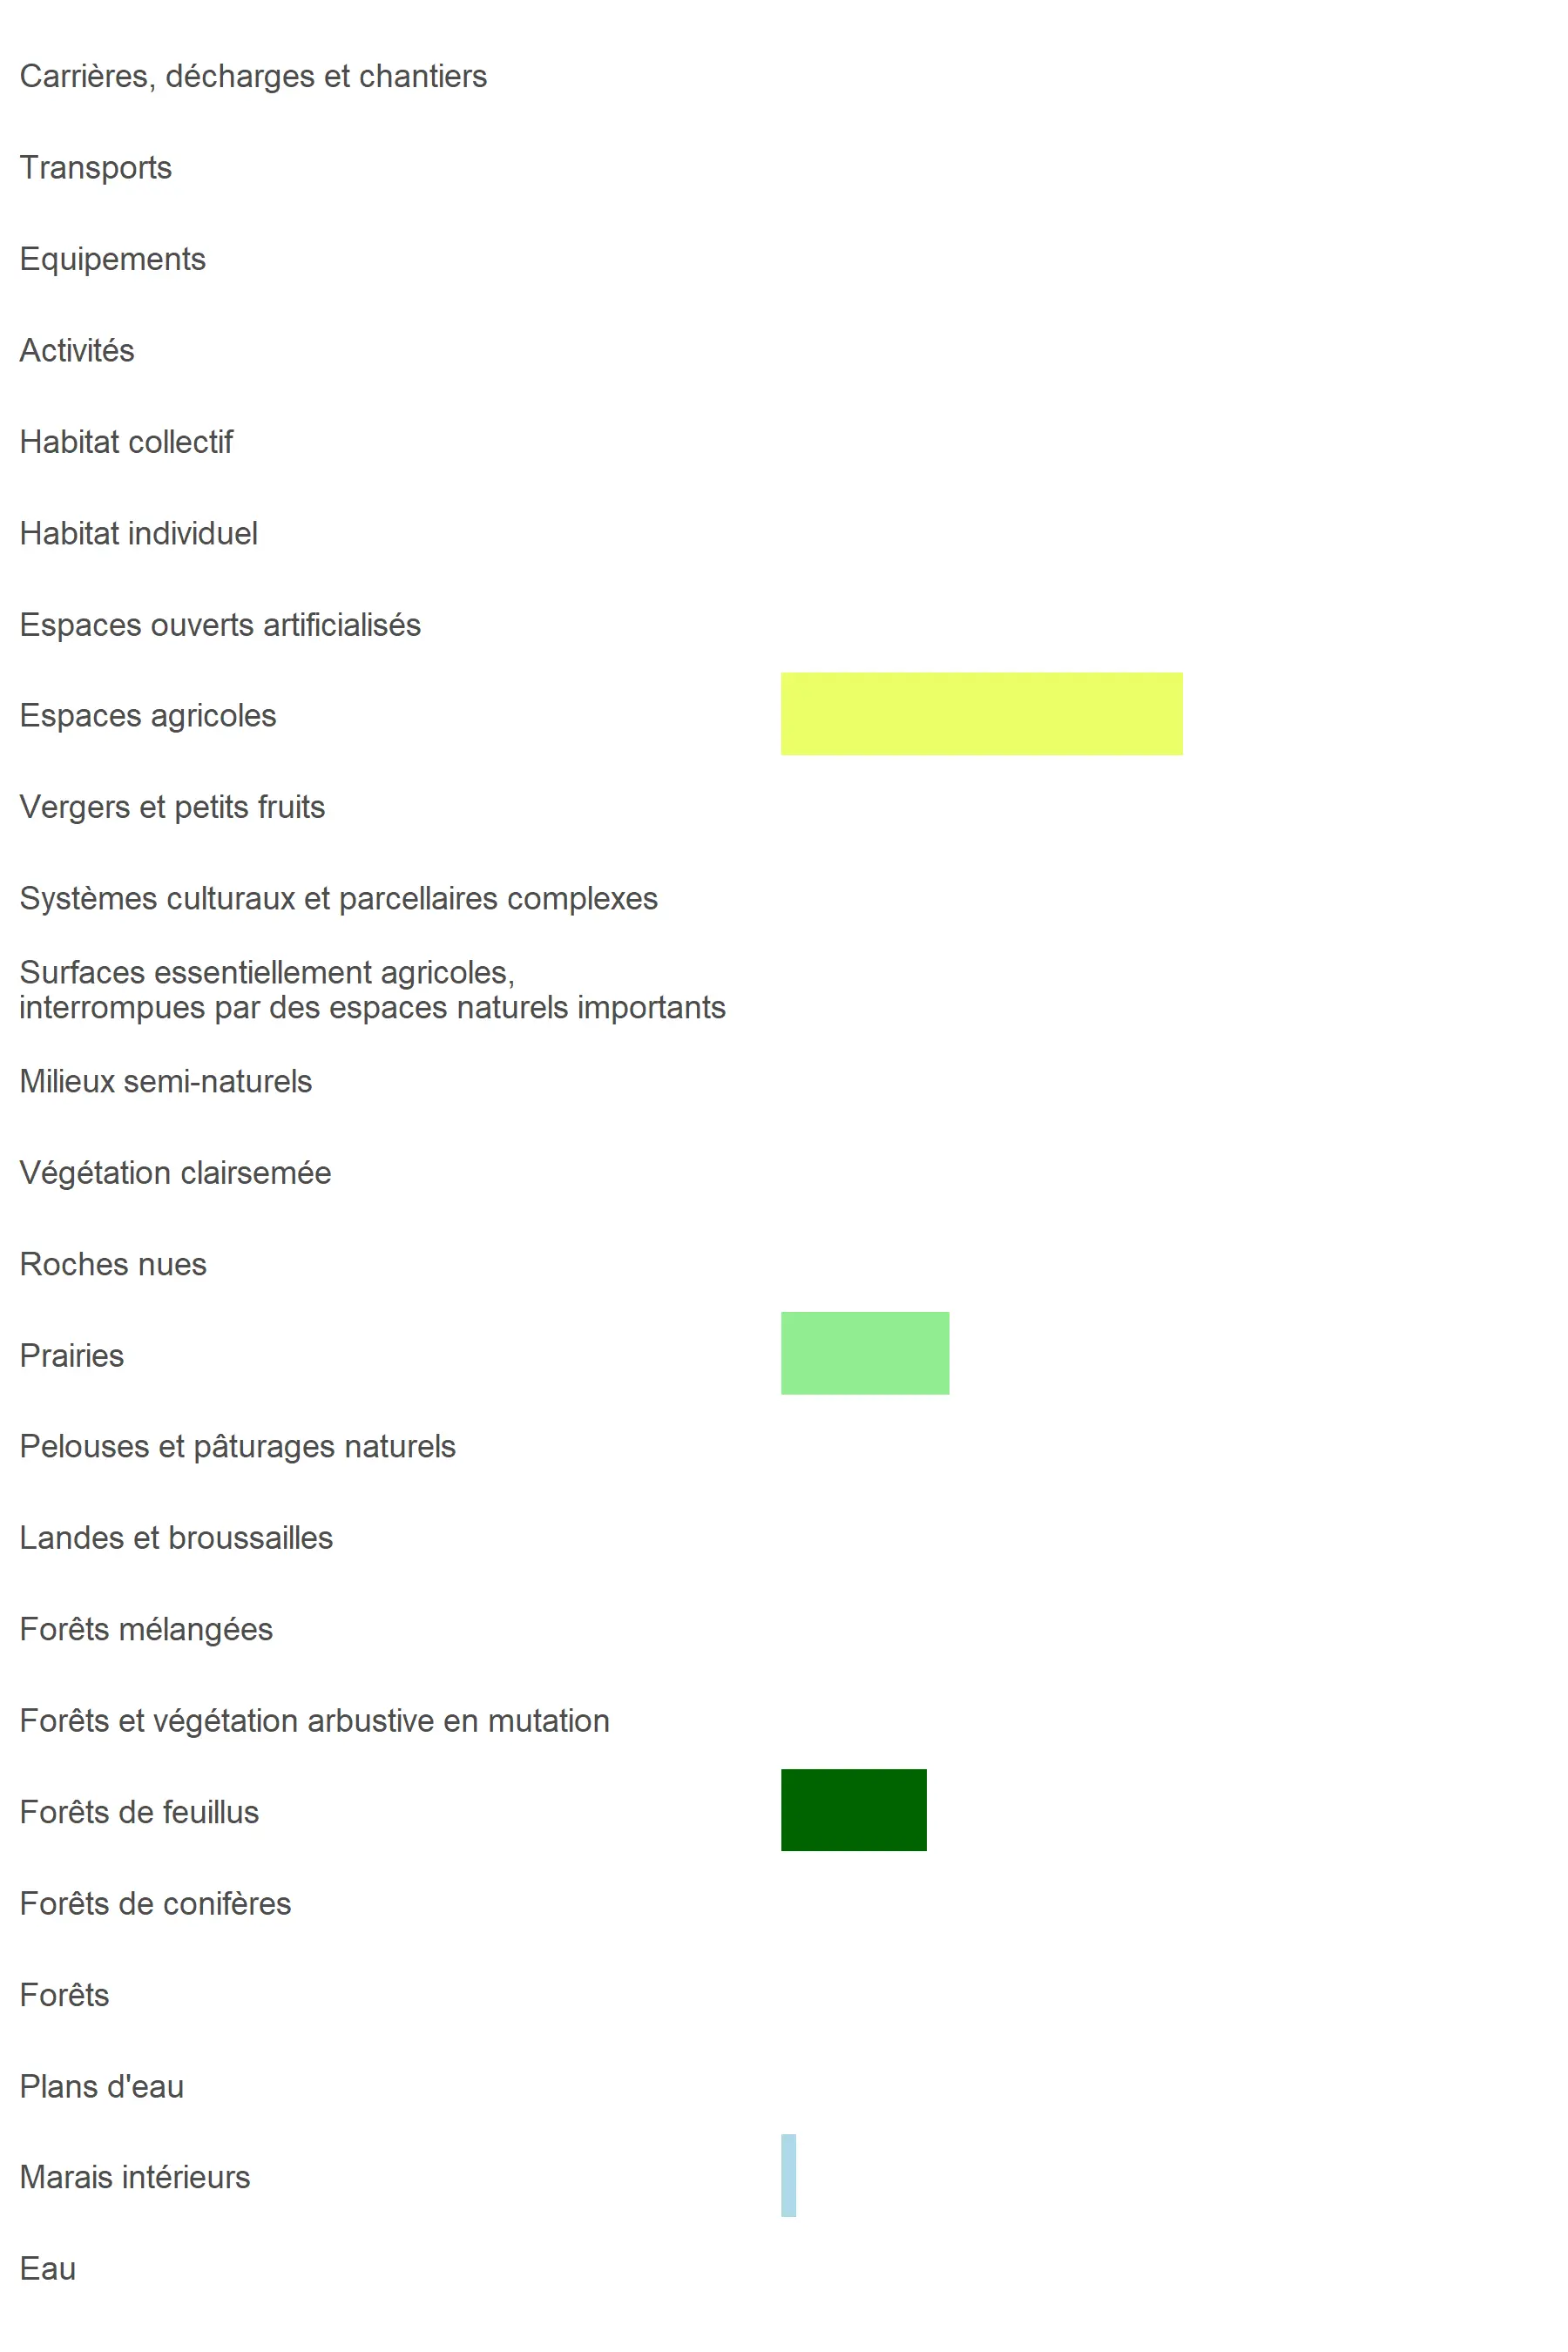 Carrières, décharges et chantiers
Transports
Equipements
Activités
Habitat collectif
Habitat individuel
Espaces ouverts artificialisés
Espaces agricoles
Vergers et petits fruits
Systèmes culturaux et parcellaires complexes
Surfaces essentiellement agricoles,
interrompues par des espaces naturels importants
Milieux semi-naturels
Végétation clairsemée
Roches nues
Prairies
Pelouses et pâturages naturels
Landes et broussailles
Forêts mélangées
Forêts et végétation arbustive en mutation
Forêts de feuillus
Forêts de conifères
Forêts
Plans d'eau
Marais intérieurs
Eau